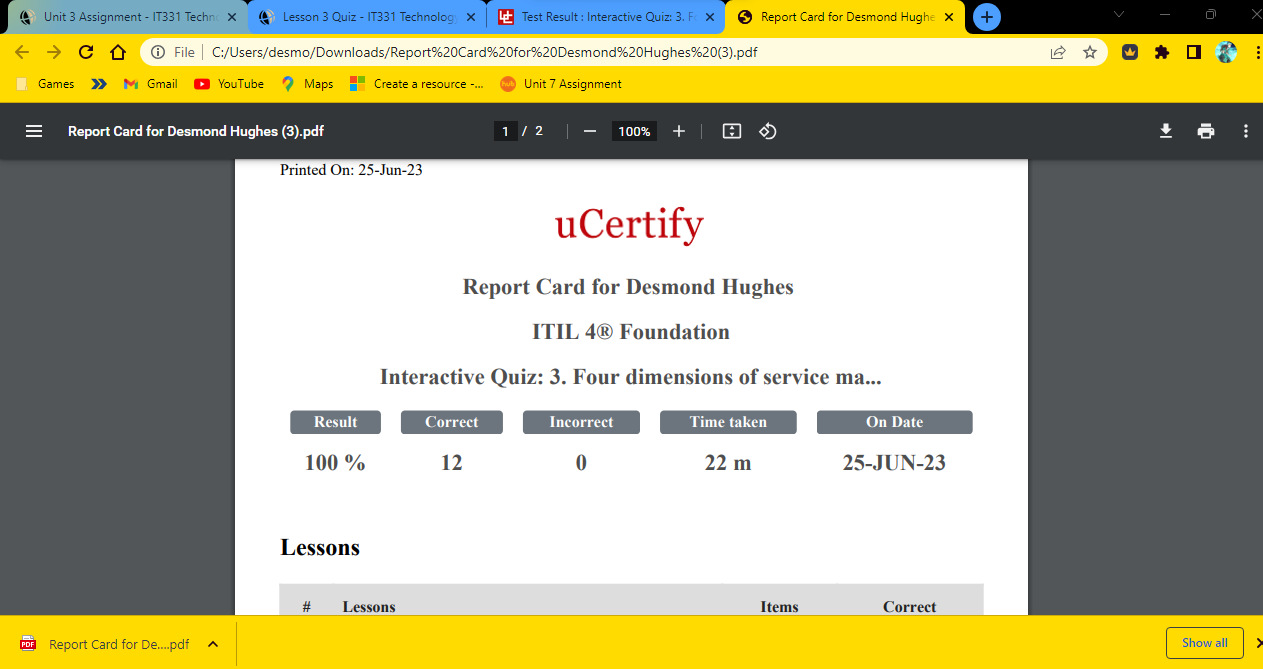 Unit 3 Assignment - IT331 Techn
Lesson 3 Quiz - IT331 Technology
Test Result : Interactive Quiz: 3. F
Report Card for Desmond Hughe
File
C:/Users/desmo/Downloads/Report%20Card%20for%20Desmond%20Hughes%20(3).pdf
Games
Gmail
YouTube
Maps
Create a resource -...
hub
Unit 7 Assignment
Report Card for Desmond Hughes (3).pdf
1 / 2
100%
Printed On: 25-Jun-23
uCertify
Report Card for Desmond Hughes
ITIL 4® Foundation
Interactive Quiz: 3. Four dimensions of service ma...
Result Correct Incorrect Time taken On Date
100 % 12 0 22 m 25-JUN-23
Lessons
# Lessons Items Correct
PDF
Report Card for De....pdf
Show all